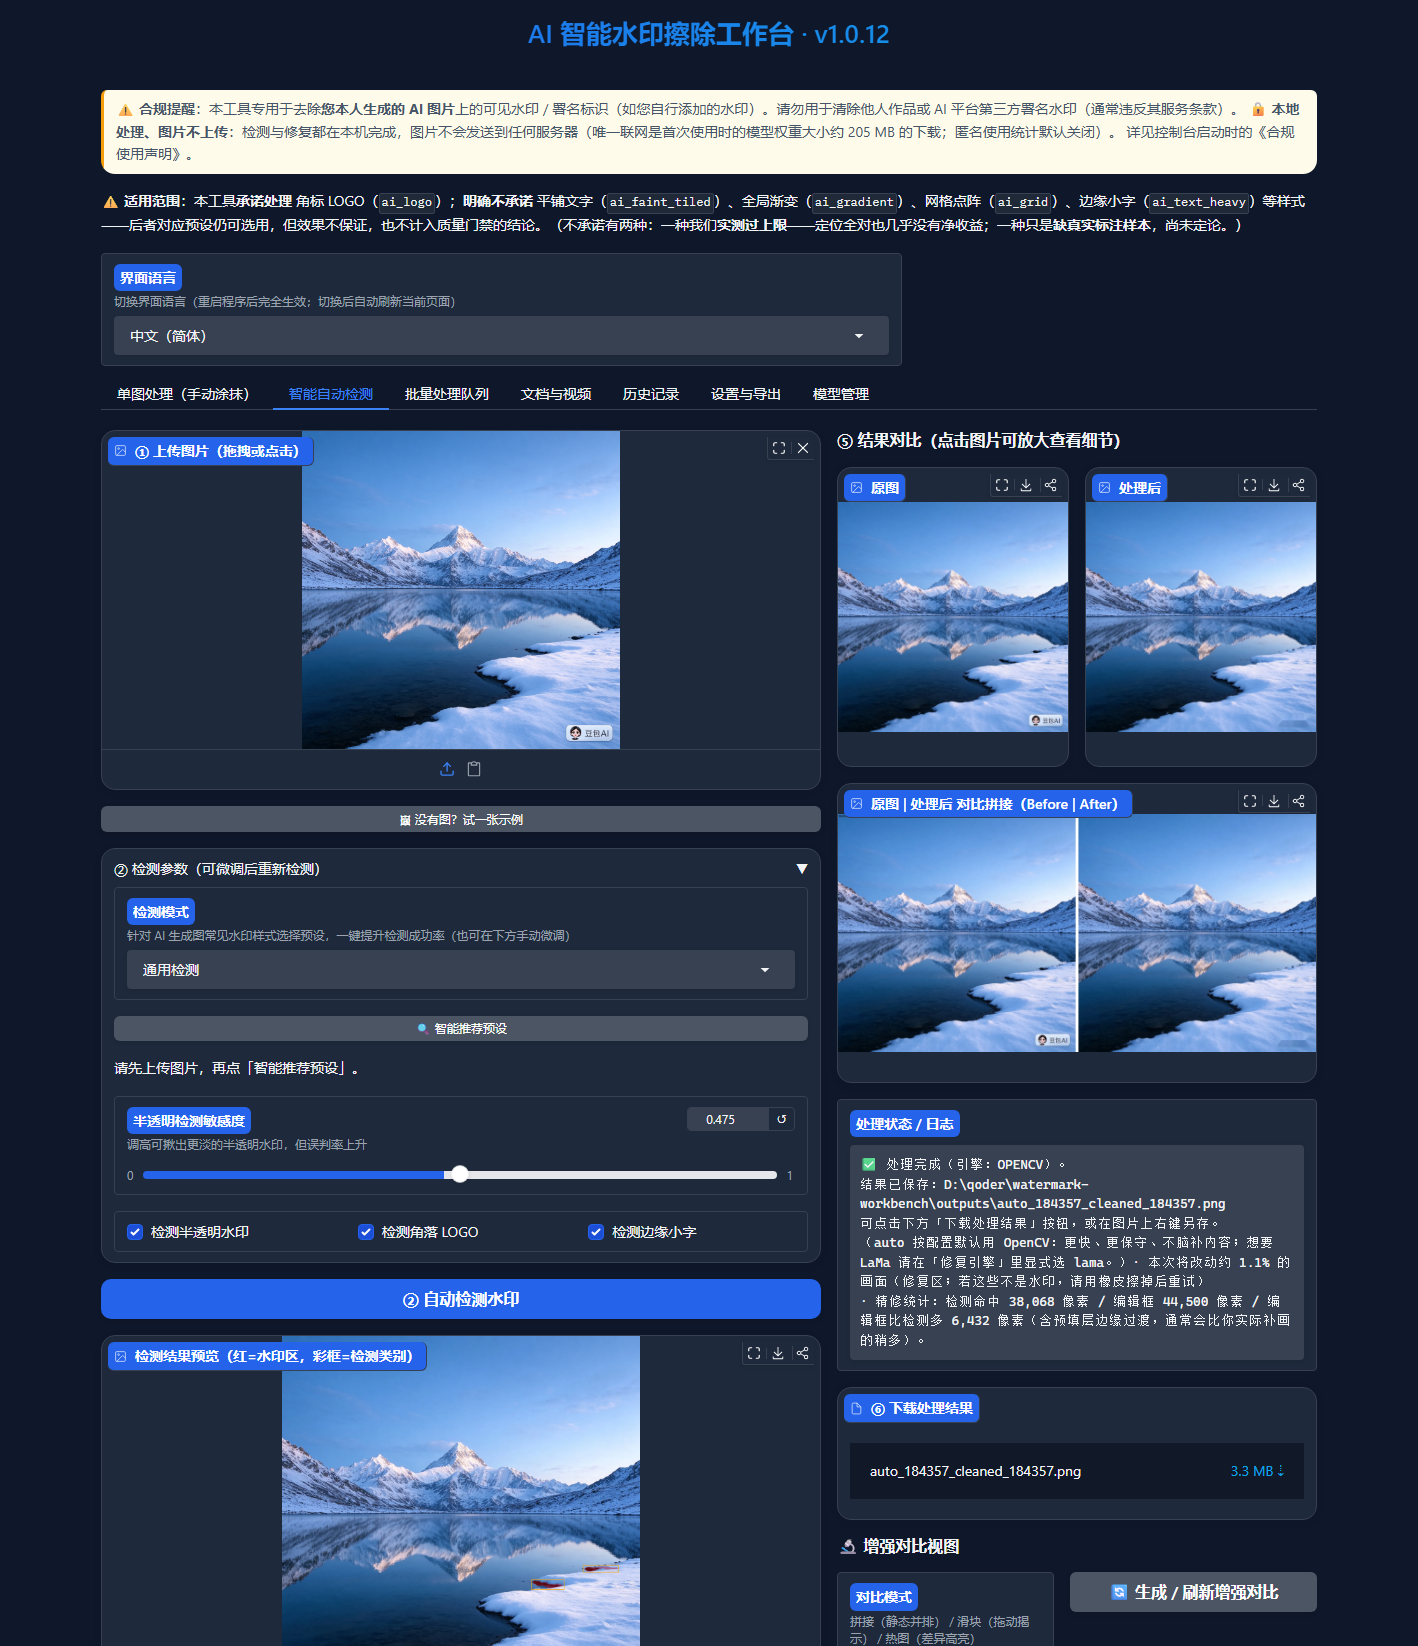 AI 智能水印擦除工作台 · v1.0.12
⚠️ 合规提醒：本工具专用于去除您本人生成的 AI 图片上的可见水印 / 署名标识（如您自行添加的水印）。请勿用于清除他人作品或 AI 平台第三方署名水印（通常违反其服务条款）。 🔒 本地
处理、图片不上传：检测与修复都在本机完成，图片不会发送到任何服务器（唯一联网是首次使用时的模型权重大小约 205 MB 的下载；匿名使用统计默认关闭）。 详见控制台启动时的《合规
使用声明》。
⚠️ 适用范围：本工具承诺处理 角标 LOGO（ai_logo）；明确不承诺 平铺文字（ai_faint_tiled）、全局渐变（ai_gradient）、网格点阵（ai_grid）、边缘小字（ai_text_heavy）等样式
——后者对应预设仍可选用，但效果不保证，也不计入质量门禁的结论。（不承诺有两种：一种我们实测过上限——定位全对也几乎没有净收益；一种只是缺真实标注样本，尚未定论。）
界面语言
切换界面语言（重启程序后完全生效；切换后自动刷新当前页面）
中文（简体）
单图处理（手动涂抹） 智能自动检测 批量处理队列 文档与视频 历史记录 设置与导出 模型管理
① 上传图片（拖拽或点击）
豆包AI
没有图？试一张示例
② 检测参数（可微调后重新检测） ▼
检测模式
针对 AI 生成图常见水印样式选择预设，一键提升检测成功率（也可在下方手动微调）
通用检测
🔍 智能推荐预设
请先上传图片，再点「智能推荐预设」。
半透明检测敏感度 0.475 ↺
调高可揪出更淡的半透明水印，但误判率上升
0 1
检测半透明水印 检测角落 LOGO 检测边缘小字
② 自动检测水印
检测结果预览（红=水印区，彩框=检测类别）
⑤ 结果对比（点击图片可放大查看细节）
原图 处理后
豆包AI
原图 | 处理后 对比拼接（Before | After）
豆包AI
处理状态 / 日志
✅ 处理完成（引擎：OPENCV）。
结果已保存：D:\qoder\watermark-
workbench\outputs\auto_184357_cleaned_184357.png
可点击下方「下载处理结果」按钮，或在图片上右键另存。
（auto 按配置默认用 OpenCV：更快、更保守、不脑补内容；想要
LaMa 请在「修复引擎」里显式选 lama。）· 本次将改动约 1.1% 的
画面（修复区；若这些不是水印，请用橡皮擦掉后重试）
· 精修统计：检测命中 38,068 像素 / 编辑框 44,500 像素 / 编
辑框比检测多 6,432 像素（含预填层边缘过渡，通常会比你实际补画
的稍多）。
⑥ 下载处理结果
auto_184357_cleaned_184357.png 3.3 MB ⇣
🔬 增强对比视图
对比模式
拼接（静态并排） / 滑块（拖动揭
示） / 热图（差异高亮）
🔄 生成 / 刷新增强对比